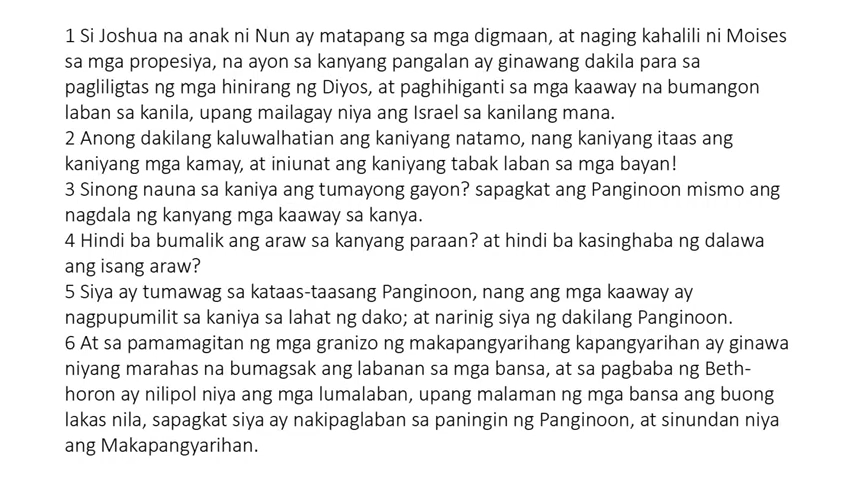 1 Si Joshua na anak ni Nun ay matapang sa mga digmaan, at naging kahalili ni Moises
sa mga propesiya, na ayon sa kanyang pangalan ay ginawang dakila para sa
pagliligtas ng mga hinirang ng Diyos, at paghihiganti sa mga kaaway na bumangon
laban sa kanila, upang mailagay niya ang Israel sa kanilang mana.
2 Anong dakilang kaluwalhatian ang kaniyang natamo, nang kaniyang itaas ang
kaniyang mga kamay, at iniunat ang kaniyang tabak laban sa mga bayan!
3 Sinong nauna sa kaniya ang tumayong gayon? sapagkat ang Panginoon mismo ang
nagdala ng kanyang mga kaaway sa kanya.
4 Hindi ba bumalik ang araw sa kanyang paraan? at hindi ba kasinghaba ng dalawa
ang isang araw?
5 Siya ay tumawag sa kataas-taasang Panginoon, nang ang mga kaaway ay
nagpupumilit sa kaniya sa lahat ng dako; at narinig siya ng dakilang Panginoon.
6 At sa pamamagitan ng mga granizo ng makapangyarihang kapangyarihan ay ginawa
niyang marahas na bumagsak ang labanan sa mga bansa, at sa pagbaba ng Beth-
horon ay nilipol niya ang mga lumalaban, upang malaman ng mga bansa ang buong
lakas nila, sapagkat siya ay nakipaglaban sa paningin ng Panginoon, at sinundan niya
ang Makapangyarihan.